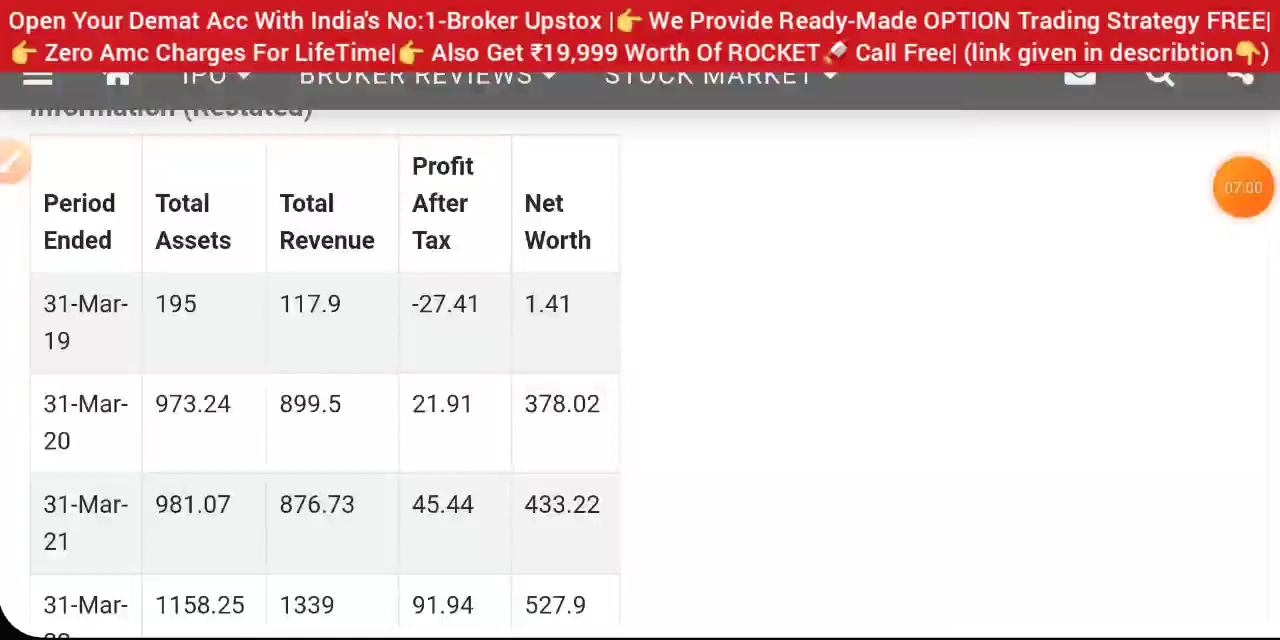 Open Your Demat Acc With India's No:1-Broker Upstox |👉 We Provide Ready-Made OPTION Trading Strategy FREE|
👉 Zero Amc Charges For LifeTime|👉 Also Get ₹19,999 Worth Of ROCKET🚀 Call Free| (link given in describtion👇)
IPO BROKER REVIEWS STOCK MARKET
Information (Restated)
07:00
Period Ended Total Assets Total Revenue Profit After Tax Net Worth
31-Mar-19 195 117.9 -27.41 1.41
31-Mar-20 973.24 899.5 21.91 378.02
31-Mar-21 981.07 876.73 45.44 433.22
31-Mar- 1158.25 1339 91.94 527.9